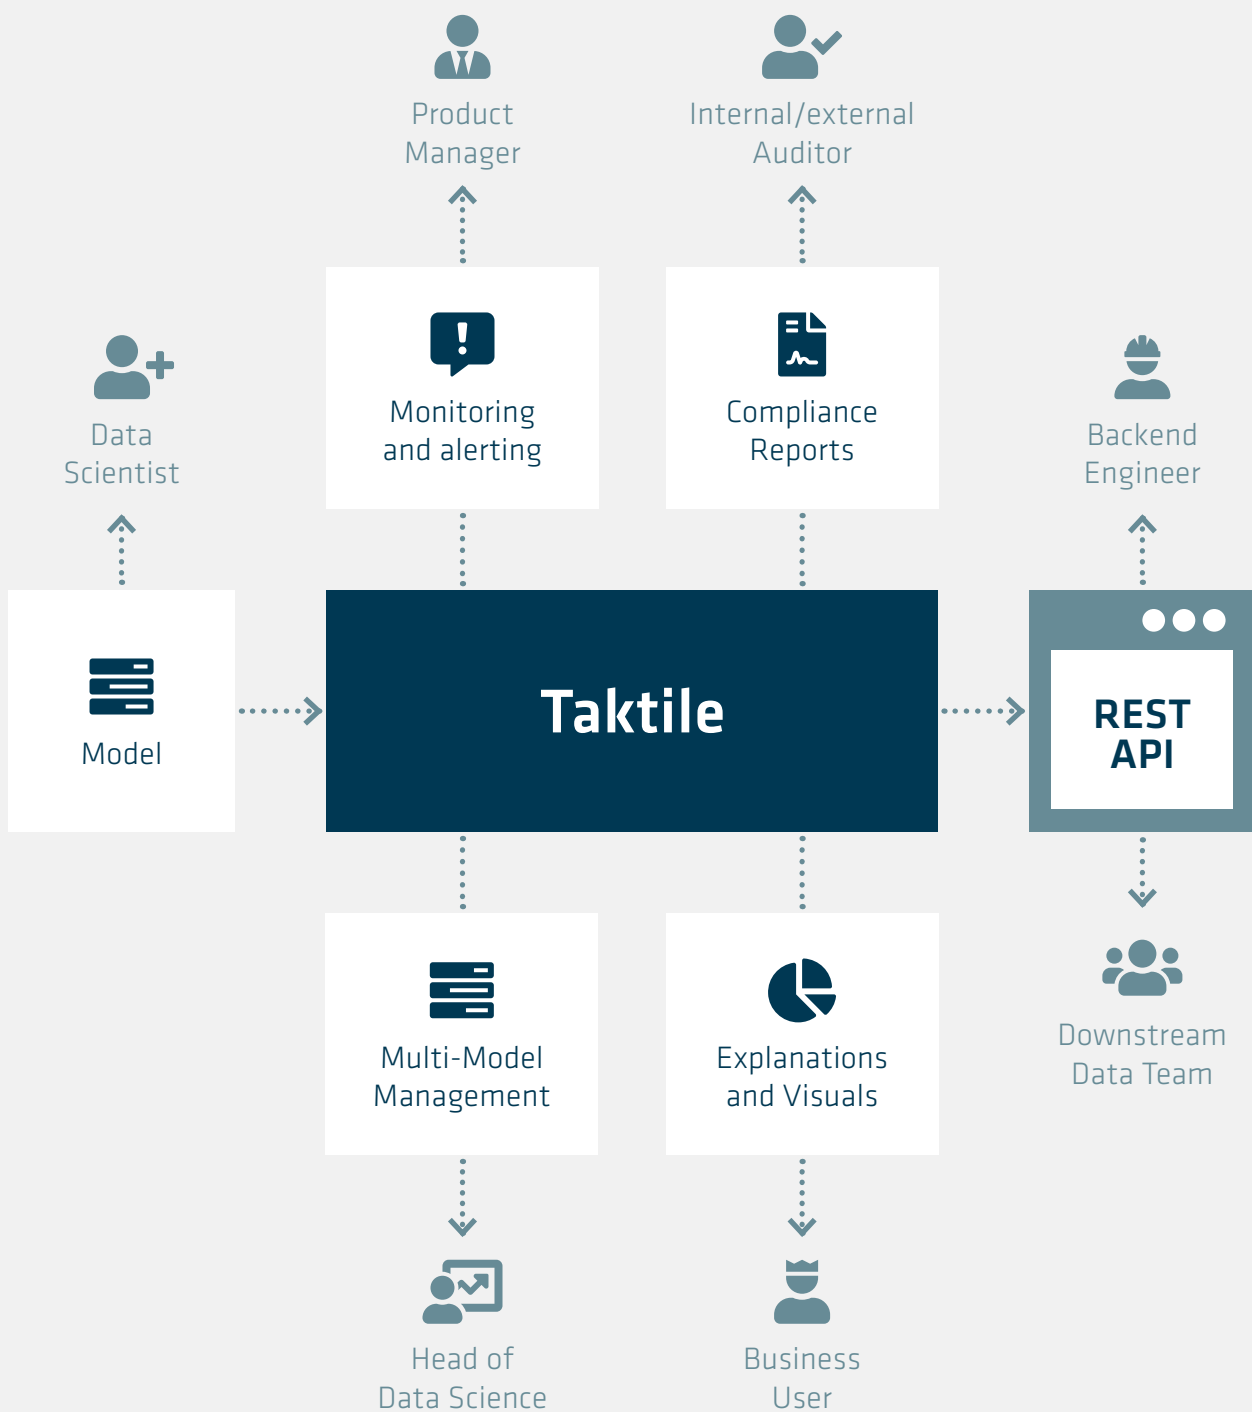 Product
Manager
Internal/external
Auditor
Monitoring
and alerting
Compliance
Reports
Data
Scientist
Backend
Engineer
Model
Taktile
REST
API
Multi-Model
Management
Explanations
and Visuals
Downstream
Data Team
Head of
Data Science
Business
User